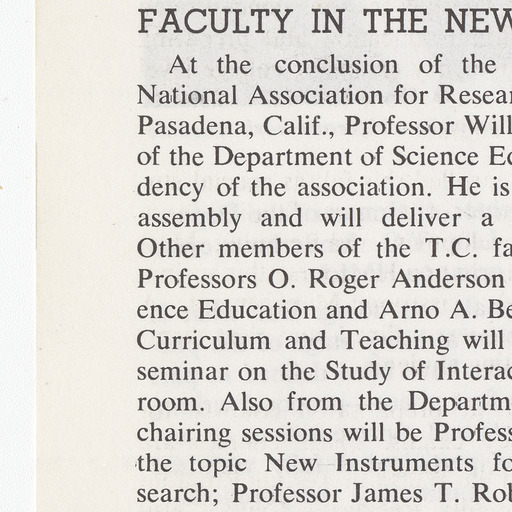 FACULTY IN THE NEW
At the conclusion of the
National Association for Resear
Pasadena, Calif., Professor Will
of the Department of Science Ed
dency of the association. He is
assembly and will deliver a
Other members of the T.C. fa
Professors O. Roger Anderson
ence Education and Arno A. Be
Curriculum and Teaching will
seminar on the Study of Interac
room. Also from the Departm
chairing sessions will be Profess
the topic New Instruments fo
search; Professor James T. Rob